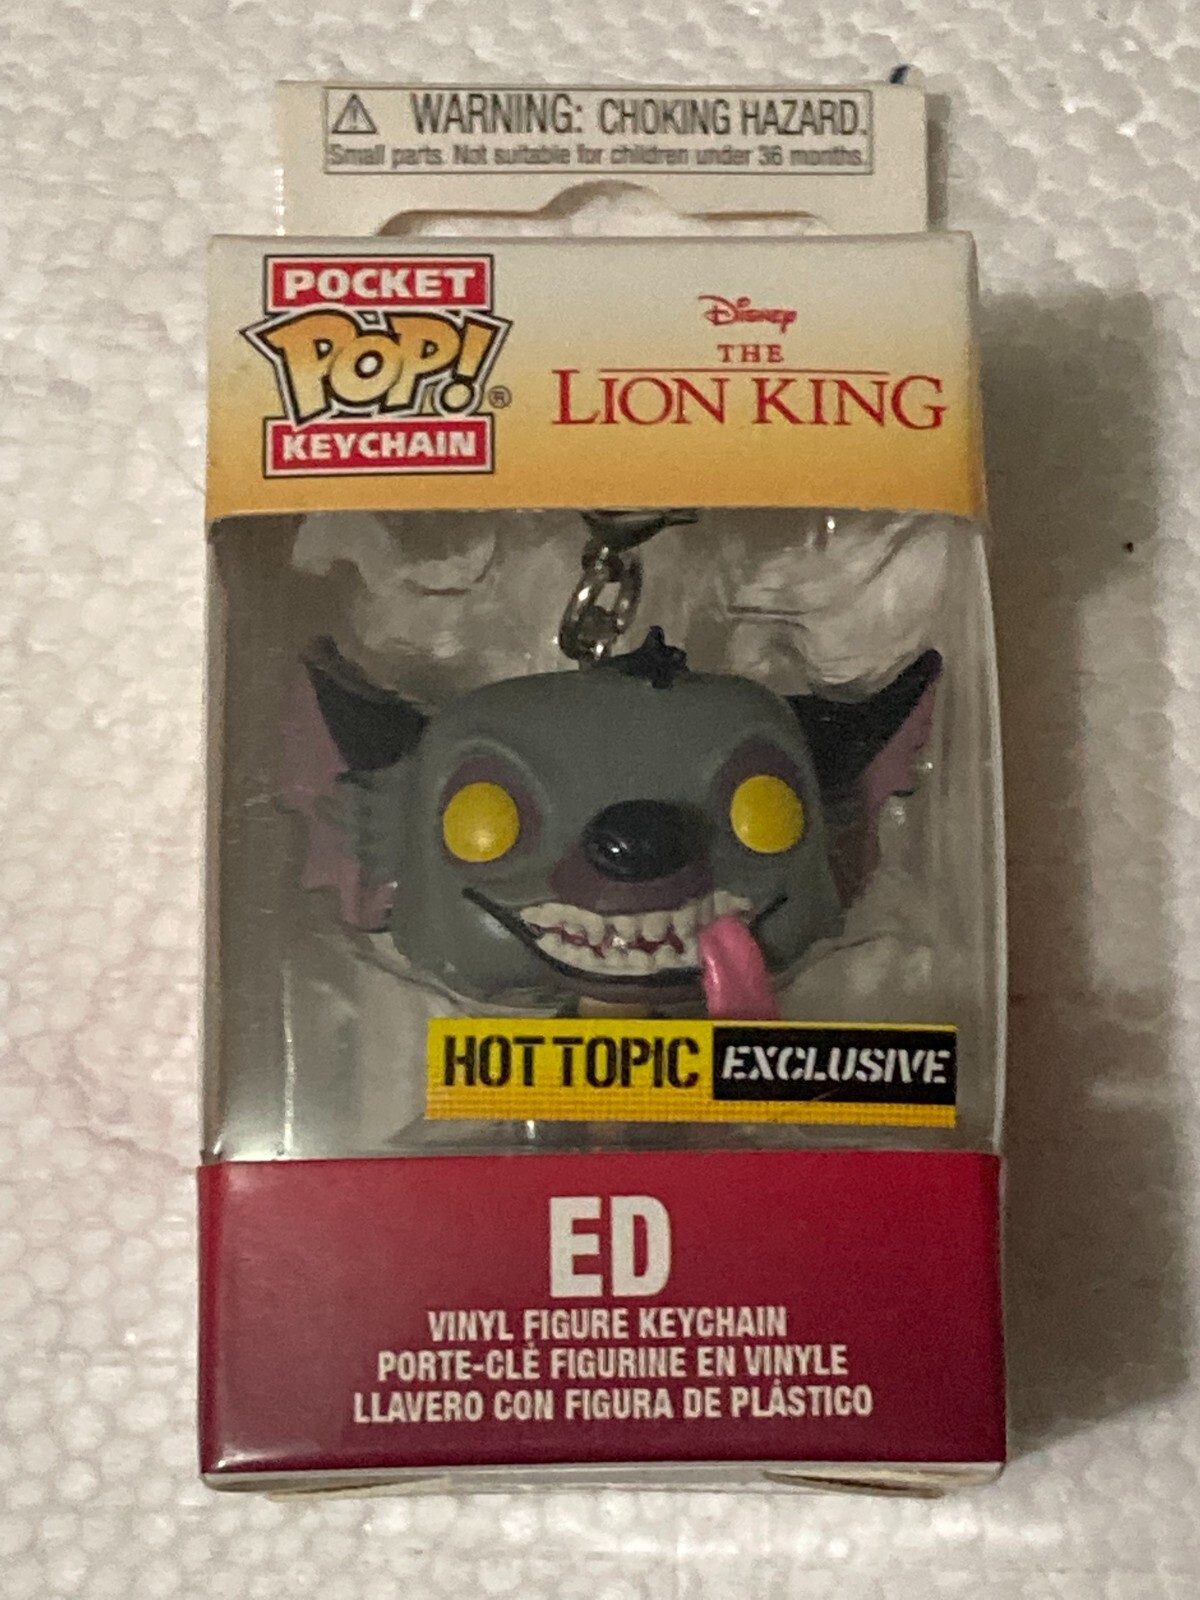 WARNING: CHOKING HAZARD.
Small parts. Not suitable for children under 36 months.
POCKET
POP!®
KEYCHAIN
Disney
THE
LION KING
HOT TOPIC EXCLUSIVE
ED
VINYL FIGURE KEYCHAIN
PORTE-CLÉ FIGURINE EN VINYLE
LLAVERO CON FIGURA DE PLÁSTICO